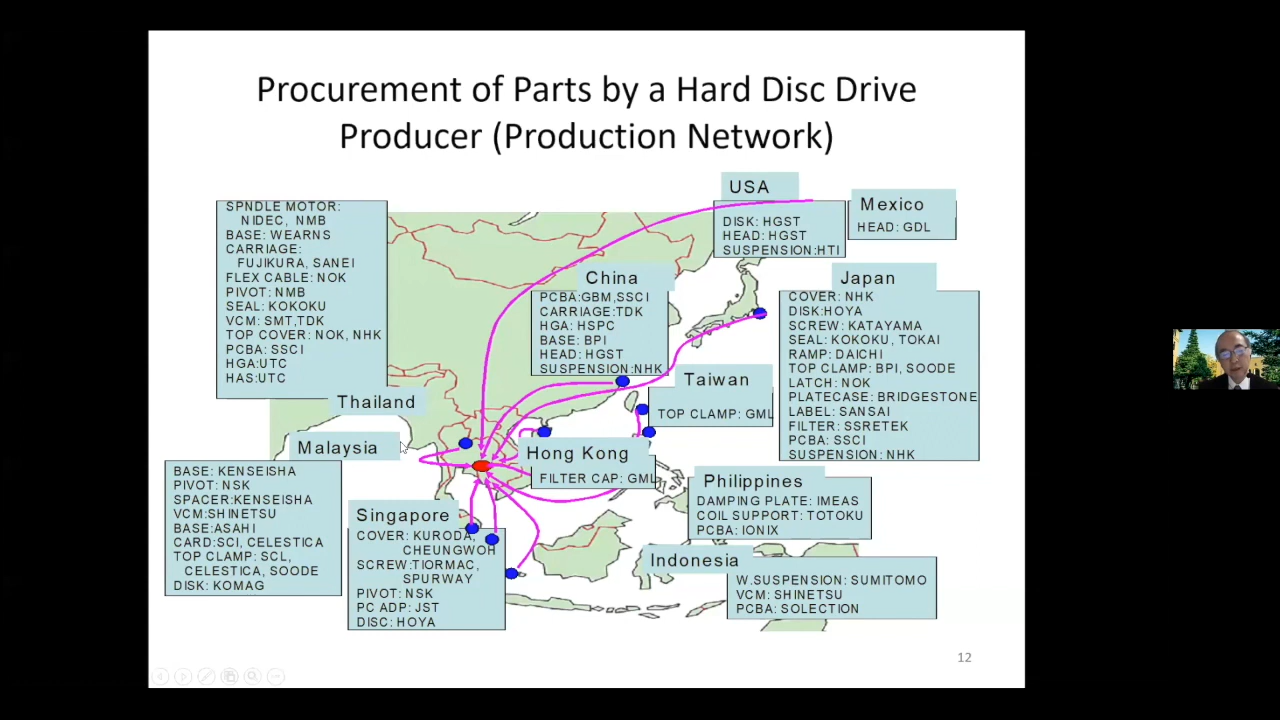 Procurement of Parts by a Hard Disc Drive
Producer (Production Network)
USA
DISK: HGST
HEAD: HGST
SUSPENSION:HTI
Mexico
HEAD: GDL
SPNDLE MOTOR:
NIDEC, NMB
BASE: WEARNS
CARRIAGE:
FUJIKURA, SANEI
FLEX CABLE: NOK
PIVOT: NMB
SEAL: KOKOKU
VCM: SMT,TDK
TOP COVER: NOK, NHK
PCBA: SSCI
HGA:UTC
HAS:UTC
Thailand
China
PCBA:GBM,SSCI
CARRIAGE:TDK
HGA: HSPC
BASE: BPI
HEAD: HGST
SUSPENSION:NHK
Japan
COVER: NHK
DISK:HOYA
SCREW: KATAYAMA
SEAL: KOKOKU, TOKAI
RAMP: DAICHI
TOP CLAMP: BPI, SOODE
LATCH: NOK
PLATECASE: BRIDGESTONE
LABEL: SANSAI
FILTER: SSRETEK
PCBA: SSCI
SUSPENSION: NHK
Taiwan
TOP CLAMP: GML
Malaysia
BASE: KENSEISHA
PIVOT: NSK
SPACER:KENSEISHA
VCM:SHINETSU
BASE:ASAHI
CARD:SCI, CELESTICA
TOP CLAMP: SCL,
CELESTICA, SOODE
DISK: KOMAG
Hong Kong
FILTER CAP: GML
Philippines
DAMPING PLATE: IMEAS
COIL SUPPORT: TOTOKU
PCBA: IONIX
Singapore
COVER: KURODA,
CHEUNGWOH
SCREW:TIORMAC,
SPURWAY
PIVOT: NSK
PC ADP: JST
DISC: HOYA
Indonesia
W.SUSPENSION: SUMITOMO
VCM: SHINETSU
PCBA: SOLECTION
12